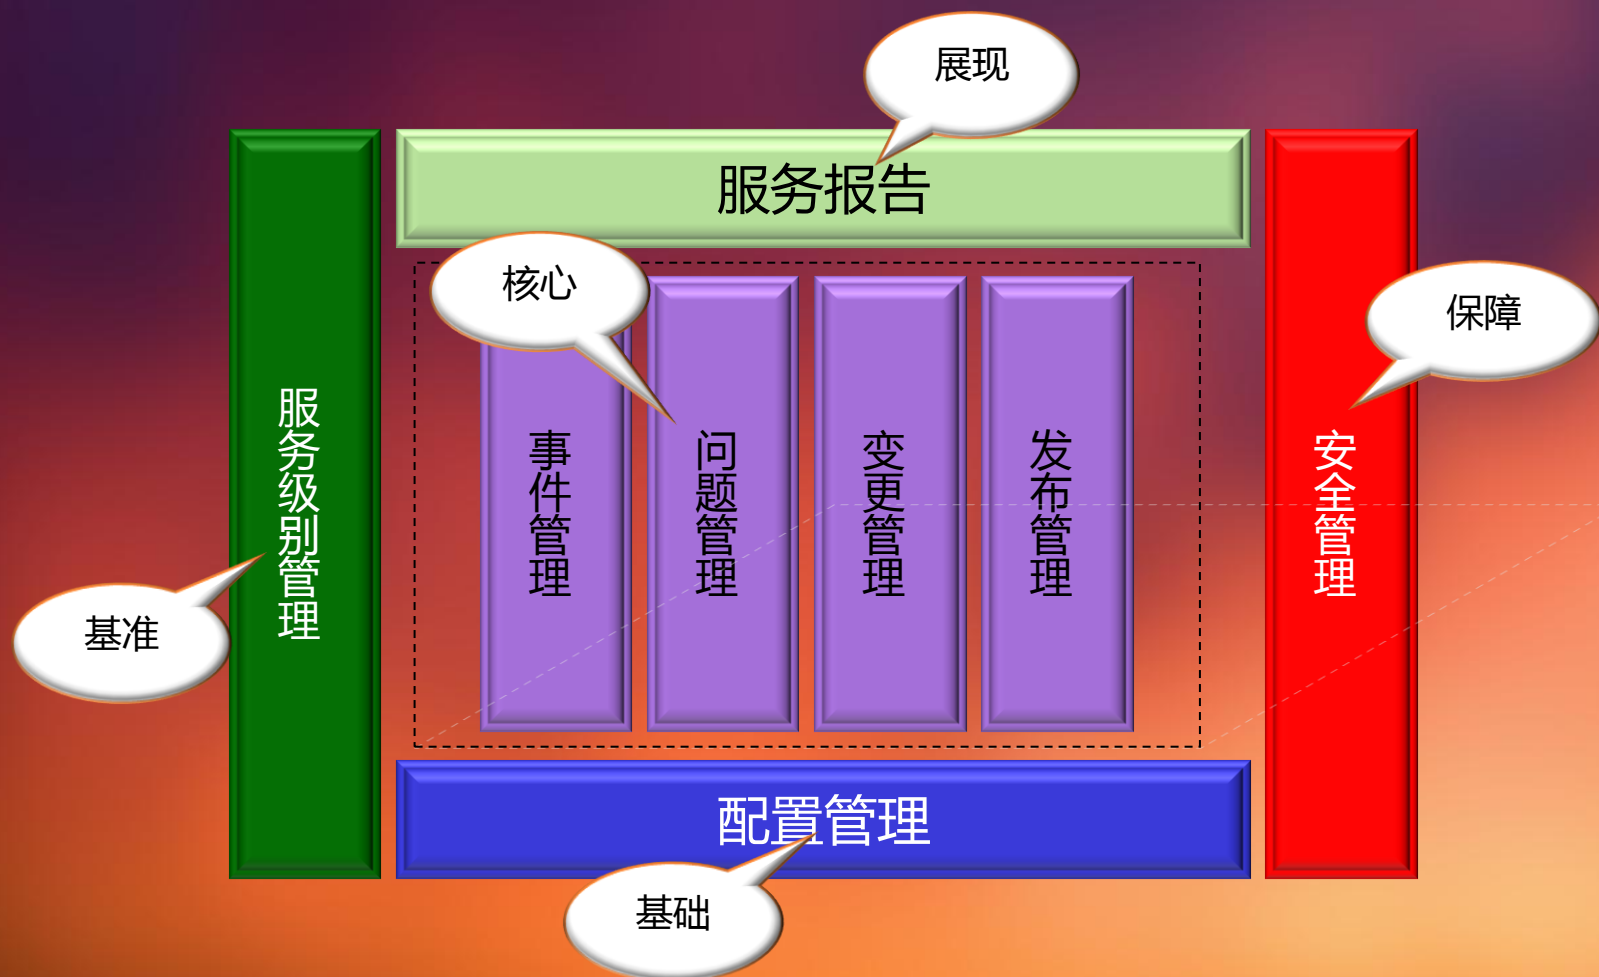 展现
服务报告
核心
保障
服务级别管理
事件管理
问题管理
变更管理
发布管理
安全管理
基准
配置管理
基础